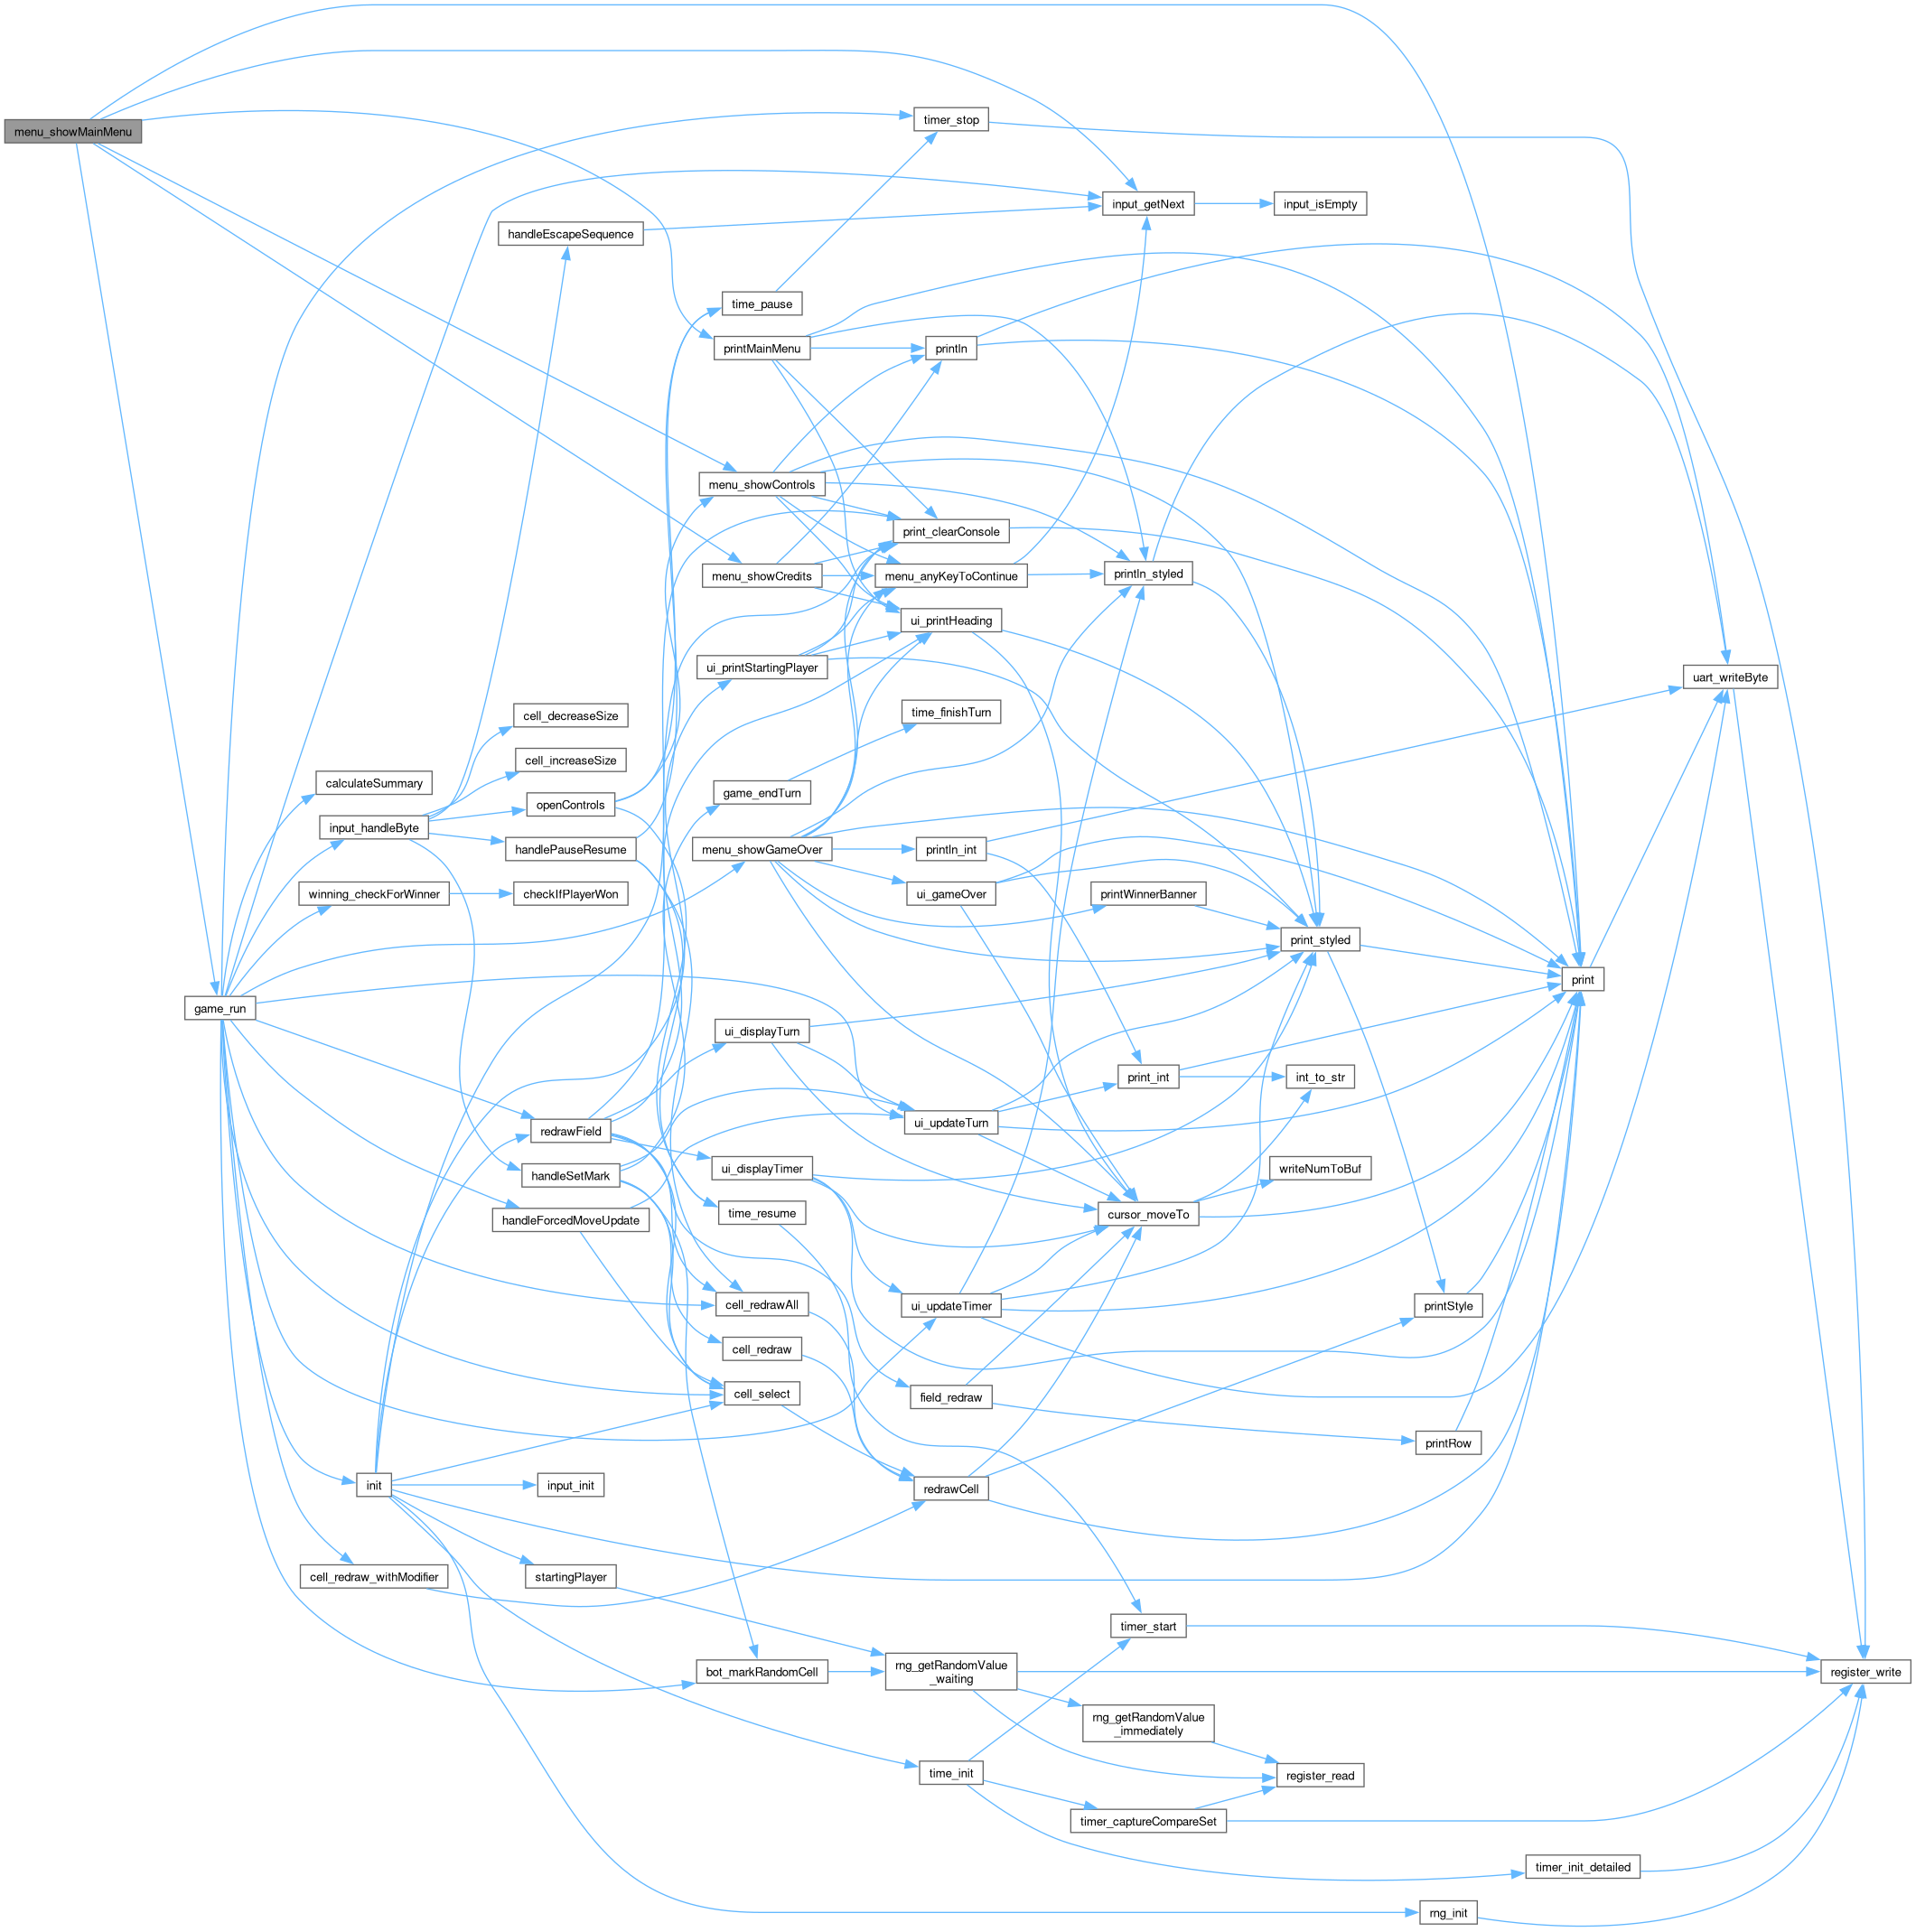 menu_showMainMenu
timer_stop
input_getNext
input_isEmpty
handleEscapeSequence
time_pause
printMainMenu
println
menu_showControls
print_clearConsole
menu_showCredits
menu_anyKeyToContinue
println_styled
ui_printHeading
ui_printStartingPlayer
uart_writeByte
cell_decreaseSize
time_finishTurn
cell_increaseSize
calculateSummary
openControls
game_endTurn
input_handleByte
handlePauseResume
menu_showGameOver
println_int
winning_checkForWinner
checkIfPlayerWon
ui_gameOver
printWinnerBanner
print_styled
print
game_run
ui_displayTurn
print_int
int_to_str
redrawField
ui_updateTurn
handleSetMark
ui_displayTimer
writeNumToBuf
handleForcedMoveUpdate
time_resume
cursor_moveTo
cell_redrawAll
ui_updateTimer
printStyle
cell_redraw
cell_select
field_redraw
printRow
init
input_init
redrawCell
cell_redraw_withModifier
startingPlayer
timer_start
bot_markRandomCell
rng_getRandomValue
_waiting
register_write
rng_getRandomValue
_immediately
time_init
register_read
timer_captureCompareSet
timer_init_detailed
rng_init